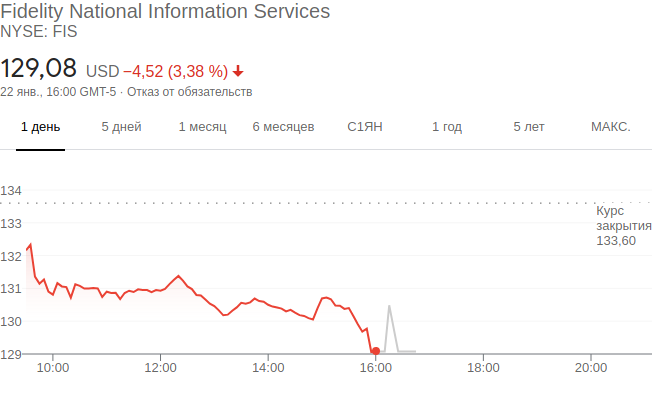 Fidelity National Information Services
NYSE: FIS
129,08 USD −4,52 (3,38 %)
22 янв., 16:00 GMT-5 · Отказ от обязательств
1 день 5 дней 1 месяц 6 месяцев С1ЯН 1 год 5 лет МАКС.
134
Курс
закрытия
133,60
133
132
131
130
129
10:00 12:00 14:00 16:00 18:00 20:00